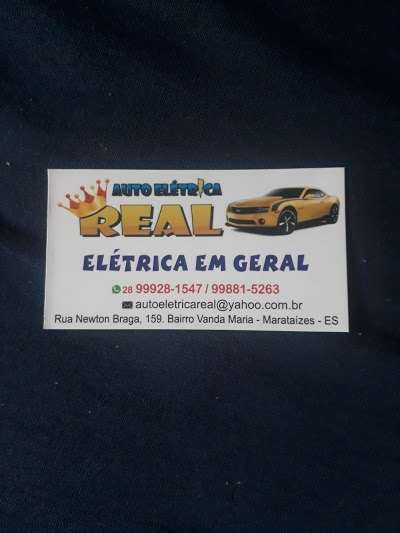 AUTO ELÉTRICA
REAL
ELÉTRICA EM GERAL
28 99928-1547 / 99881-5263
autoeletricareal@yahoo.com.br
Rua Newton Braga, 159. Bairro Vanda Maria - Marataízes - ES